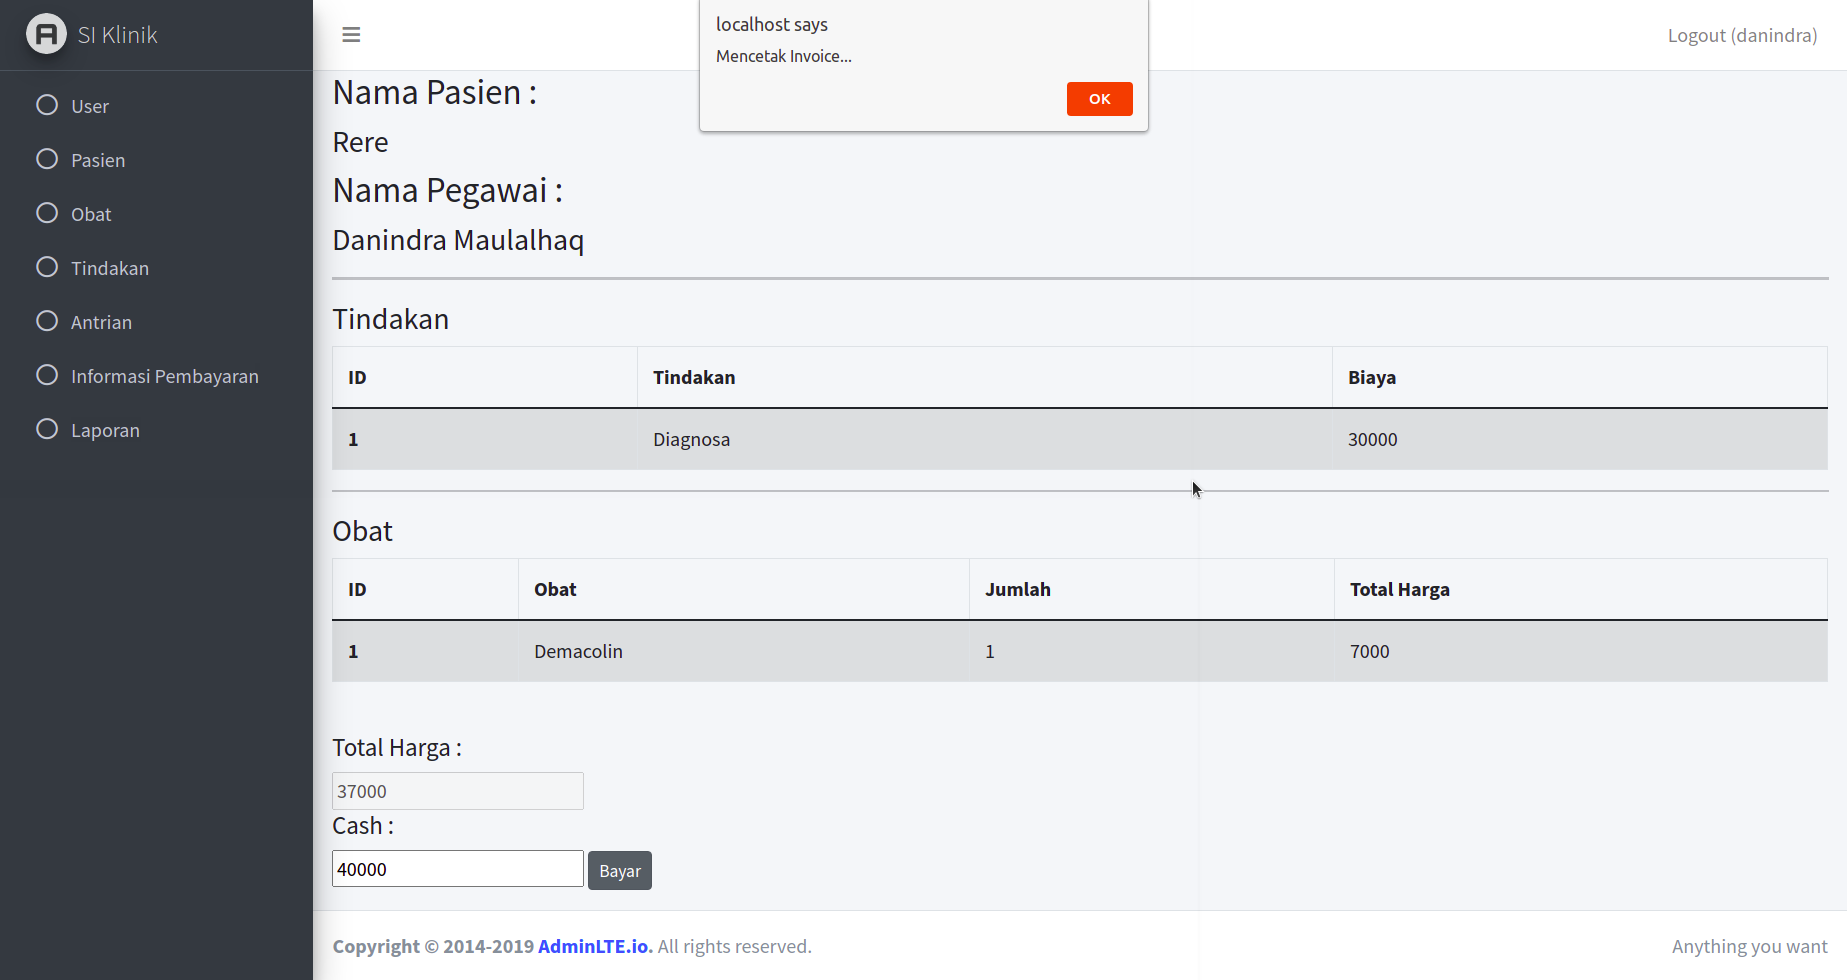 SI Klinik
User
Pasien
Obat
Tindakan
Antrian
Informasi Pembayaran
Laporan
Logout (danindra)
localhost says
Mencetak Invoice...
OK
Nama Pasien :
Rere
Nama Pegawai :
Danindra Maulalhaq
Tindakan
ID Tindakan Biaya
1 Diagnosa 30000
Obat
ID Obat Jumlah Total Harga
1 Demacolin 1 7000
Total Harga :
37000
Cash :
40000 Bayar
Copyright © 2014-2019 AdminLTE.io. All rights reserved. Anything you want